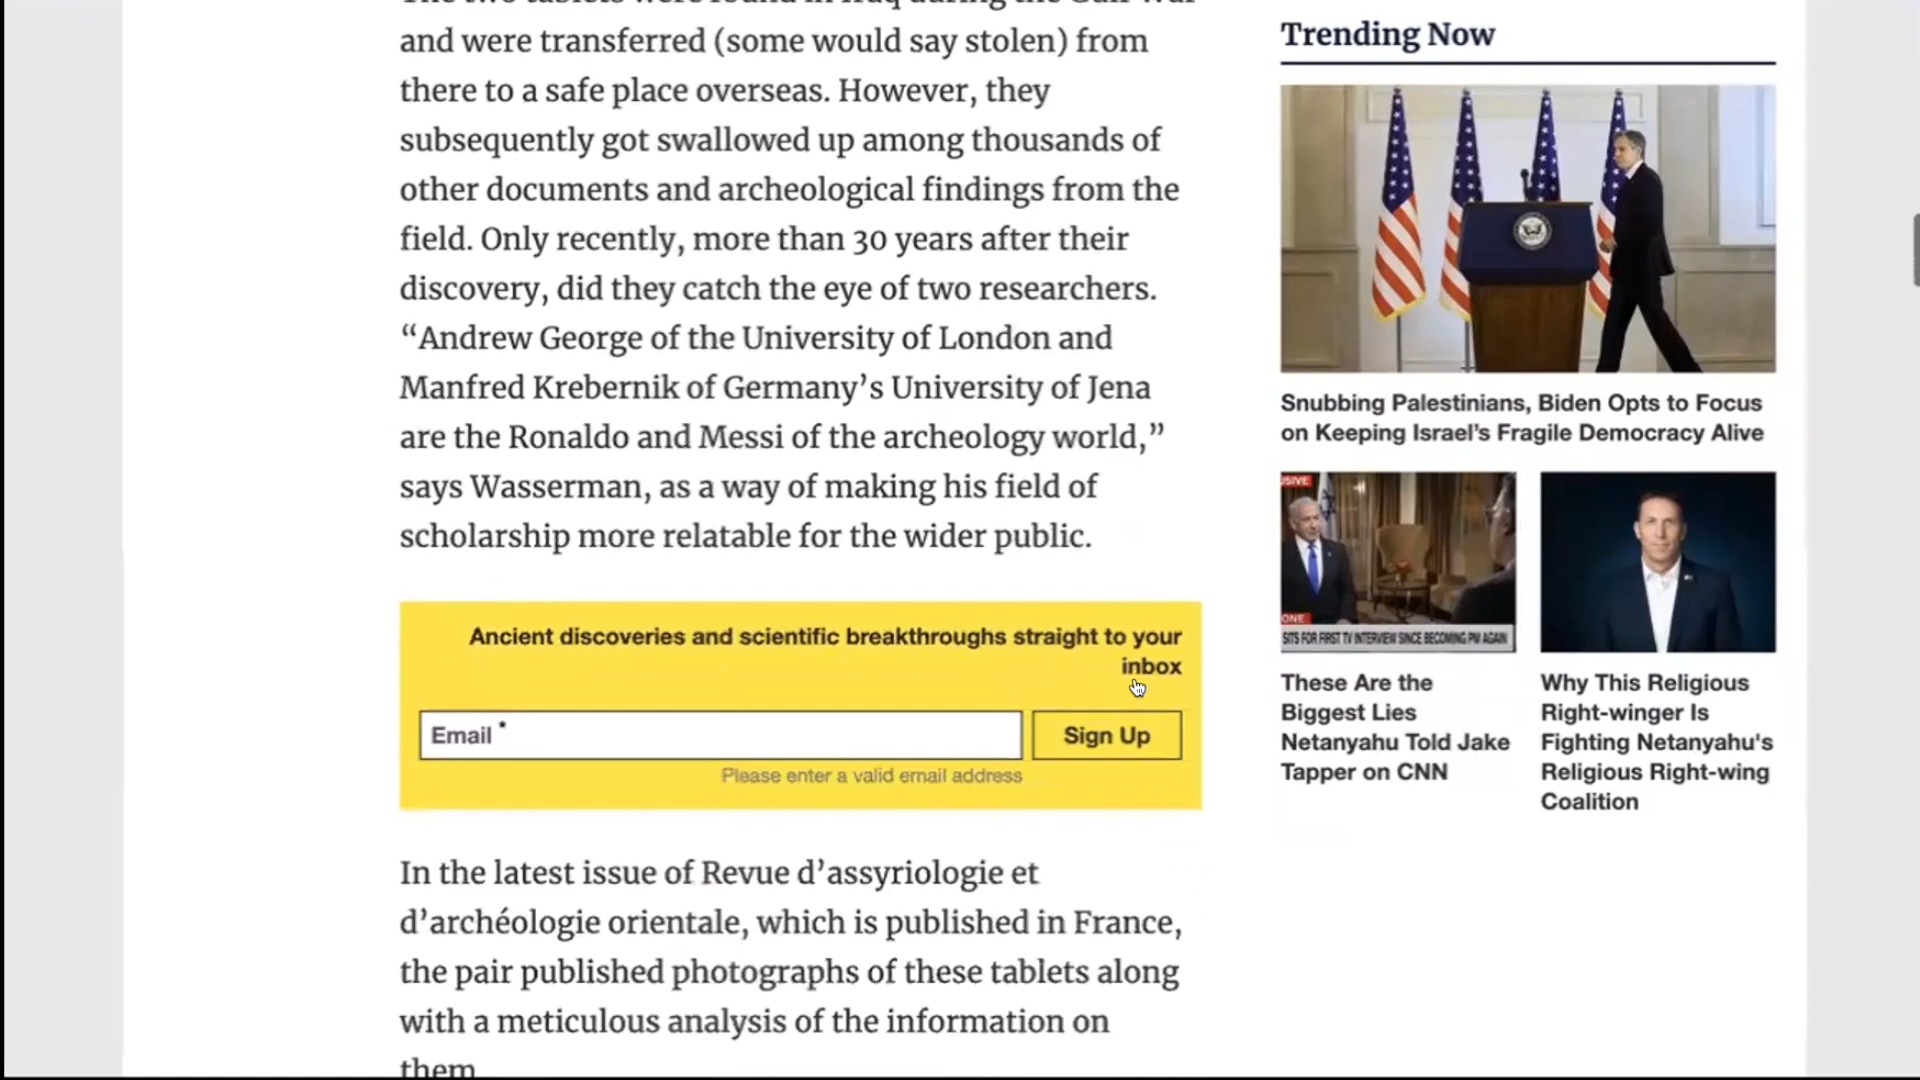 The two tablets were found in Iraq during the Gulf War
and were transferred (some would say stolen) from
there to a safe place overseas. However, they
subsequently got swallowed up among thousands of
other documents and archeological findings from the
field. Only recently, more than 30 years after their
discovery, did they catch the eye of two researchers.
“Andrew George of the University of London and
Manfred Krebernik of Germany’s University of Jena
are the Ronaldo and Messi of the archeology world,”
says Wasserman, as a way of making his field of
scholarship more relatable for the wider public.
Ancient discoveries and scientific breakthroughs straight to your
inbox
Email *
Sign Up
Please enter a valid email address
In the latest issue of Revue d’assyriologie et
d’archéologie orientale, which is published in France,
the pair published photographs of these tablets along
with a meticulous analysis of the information on
them
Trending Now
Snubbing Palestinians, Biden Opts to Focus
on Keeping Israel's Fragile Democracy Alive
USIVE
ONE
SITS FOR FIRST TV INTERVIEW SINCE BECOMING PM AGAIN
These Are the
Biggest Lies
Netanyahu Told Jake
Tapper on CNN
Why This Religious
Right-winger Is
Fighting Netanyahu's
Religious Right-wing
Coalition